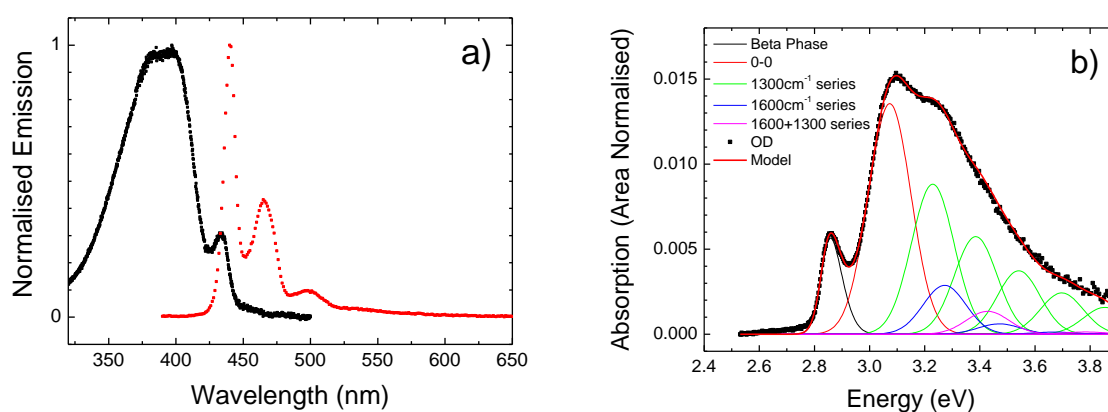 a)
1
0
Normalised Emission
350 400 450 500 550 600 650
Wavelength (nm)
b)
Beta Phase
0-0
1300cm⁻¹ series
1600cm⁻¹ series
1600+1300 series
OD
Model
0.015
0.010
0.005
0.000
Absorption (Area Normalised)
2.4 2.6 2.8 3.0 3.2 3.4 3.6 3.8
Energy (eV)